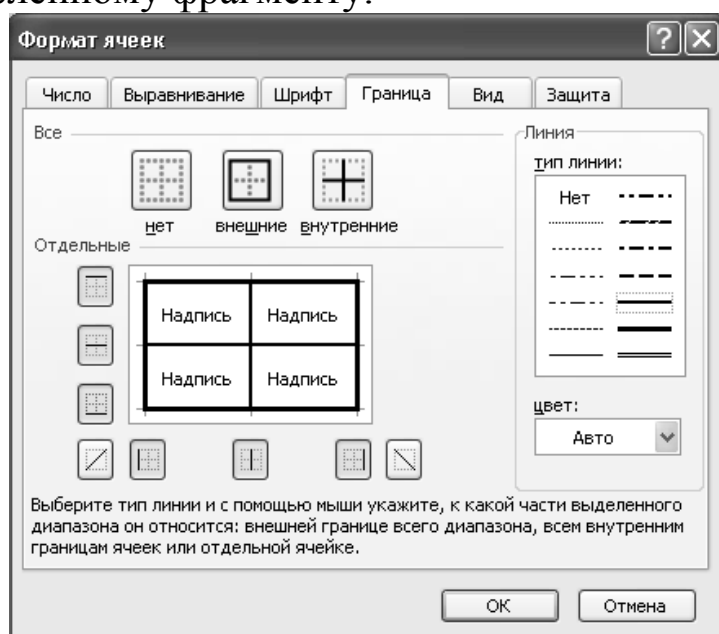 фрагменту?
Формат ячеек
Число Выравнивание Шрифт Граница Вид Защита
Все
нет внешние внутренние
Отдельные
Надпись Надпись
Надпись Надпись
Линия
тип линии:
Нет
цвет:
Авто
Выберите тип линии и с помощью мыши укажите, к какой части выделенного
диапазона он относится: внешней границе всего диапазона, всем внутренним
границам ячеек или отдельной ячейке.
ОК Отмена